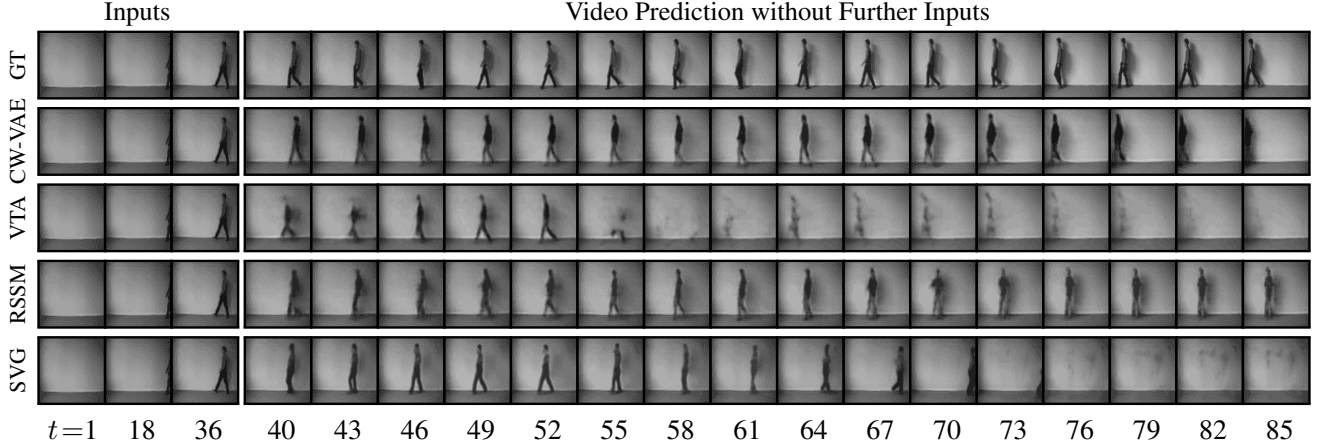 Inputs
Video Prediction without Further Inputs
GT
CW-VAE
VTA
RSSM
SVG
t=1 18 36 40 43 46 49 52 55 58 61 64 67 70 73 76 79 82 85